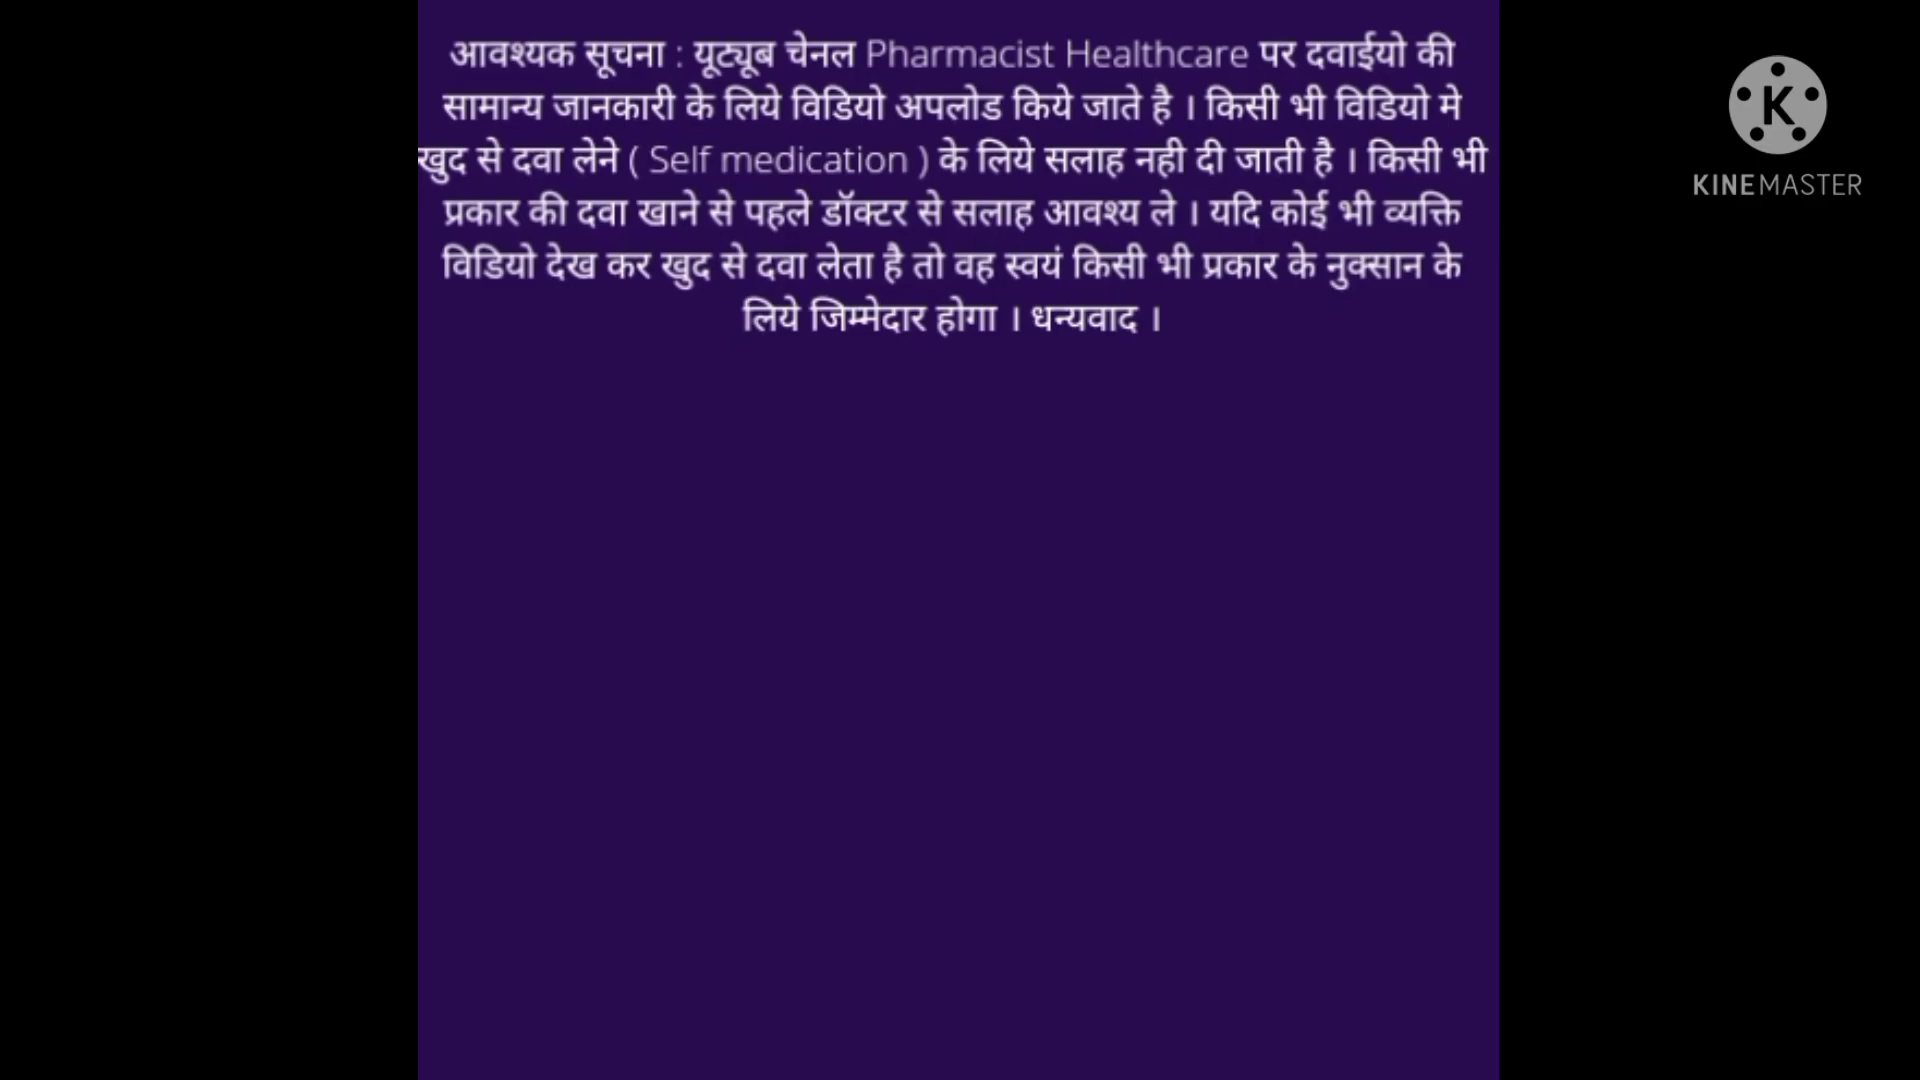 आवश्यक सूचना : यूट्यूब चेनल Pharmacist Healthcare पर दवाईयो की
सामान्य जानकारी के लिये विडियो अपलोड किये जाते है । किसी भी विडियो मे
खुद से दवा लेने ( Self medication ) के लिये सलाह नही दी जाती है । किसी भी
प्रकार की दवा खाने से पहले डॉक्टर से सलाह आवश्य ले । यदि कोई भी व्यक्ति
विडियो देख कर खुद से दवा लेता है तो वह स्वयं किसी भी प्रकार के नुक्सान के
लिये जिम्मेदार होगा । धन्यवाद ।
K
KINEMASTER